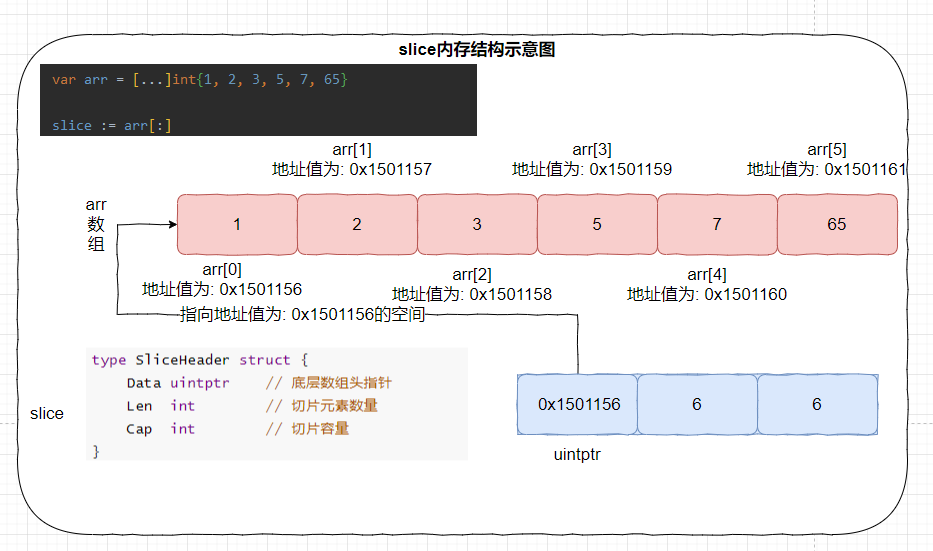 slice内存结构示意图
var arr = [...]int{1, 2, 3, 5, 7, 65}
slice := arr[:]
arr[1]
地址值为: 0x1501157
arr[3]
地址值为: 0x1501159
arr[5]
地址值为: 0x1501161
arr
数
组
1
2
3
5
7
65
arr[0]
地址值为: 0x1501156
arr[2]
地址值为: 0x1501158
arr[4]
地址值为: 0x1501160
指向地址值为: 0x1501156的空间
type SliceHeader struct {
Data uintptr // 底层数组头指针
Len int // 切片元素数量
Cap int // 切片容量
}
slice
0x1501156
6
6
uintptr